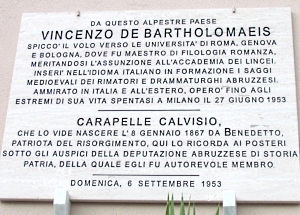 DA QUESTO ALPESTRE PAESE
VINCENZO DE BARTHOLOMAEIS
SPICCO' IL VOLO VERSO LE UNIVERSITA' DI ROMA, GENOVA
E BOLOGNA, DOVE FU MAESTRO DI FILOLOGIA ROMANZA,
MERITANDOSI L'ASSUNZIONE ALL'ACCADEMIA DEI LINCEI.
INSERI' NELL'IDIOMA ITALIANO IN FORMAZIONE I SAGGI
MEDIOEVALI DEI RIMATORI E DRAMMATURGHI ABRUZZESI.
AMMIRATO IN ITALIA E ALL'ESTERO, OPERO' FINO AGLI
ESTREMI DI SUA VITA SPENTASI A MILANO IL 27 GIUGNO 1953
CARAPELLE CALVISIO,
CHE LO VIDE NASCERE L' 8 GENNAIO 1867 DA BENEDETTO,
PATRIOTA DEL RISORGIMENTO, QUI LO RICORDA AI POSTERI
SOTTO GLI AUSPICI DELLA DEPUTAZIONE ABRUZZESE DI STORIA
PATRIA, DELLA QUALE EGLI FU AUTOREVOLE MEMBRO.
DOMENICA, 6 SETTEMBRE 1953